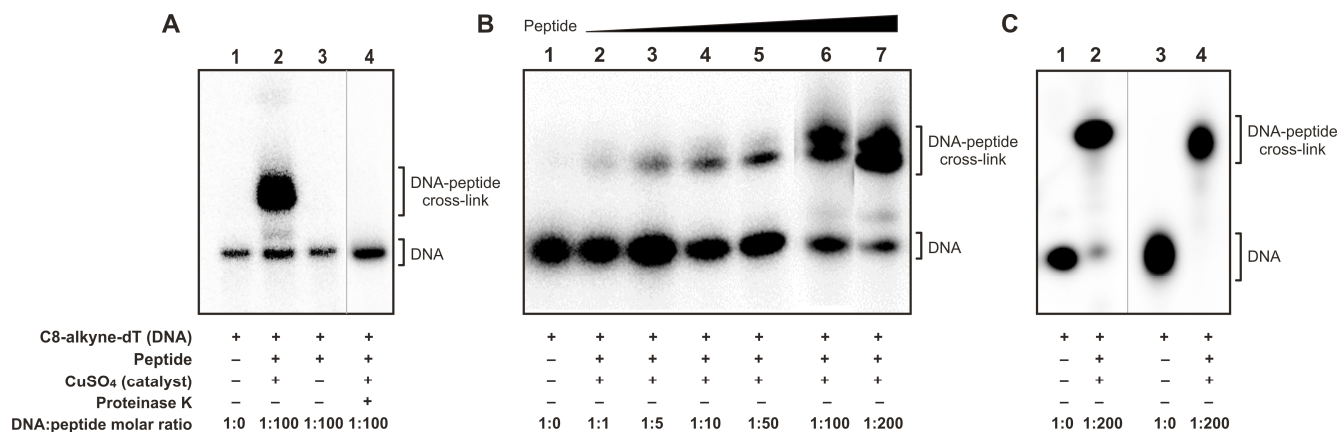 A
1 2 3 4
DNA-peptide
cross-link
DNA
B
Peptide
1 2 3 4 5 6 7
DNA-peptide
cross-link
DNA
C
1 2 3 4
DNA-peptide
cross-link
DNA
C8-alkyne-dT (DNA) + + + + + + + + + + + + + + +
Peptide – + + + – + + + + + + – + – +
CuSO₄ (catalyst) – + – + – + + + + + + – + – +
Proteinase K – – – + – – – – – – – – – – –
DNA:peptide molar ratio 1:0 1:100 1:100 1:100 1:0 1:1 1:5 1:10 1:50 1:100 1:200 1:0 1:200 1:0 1:200